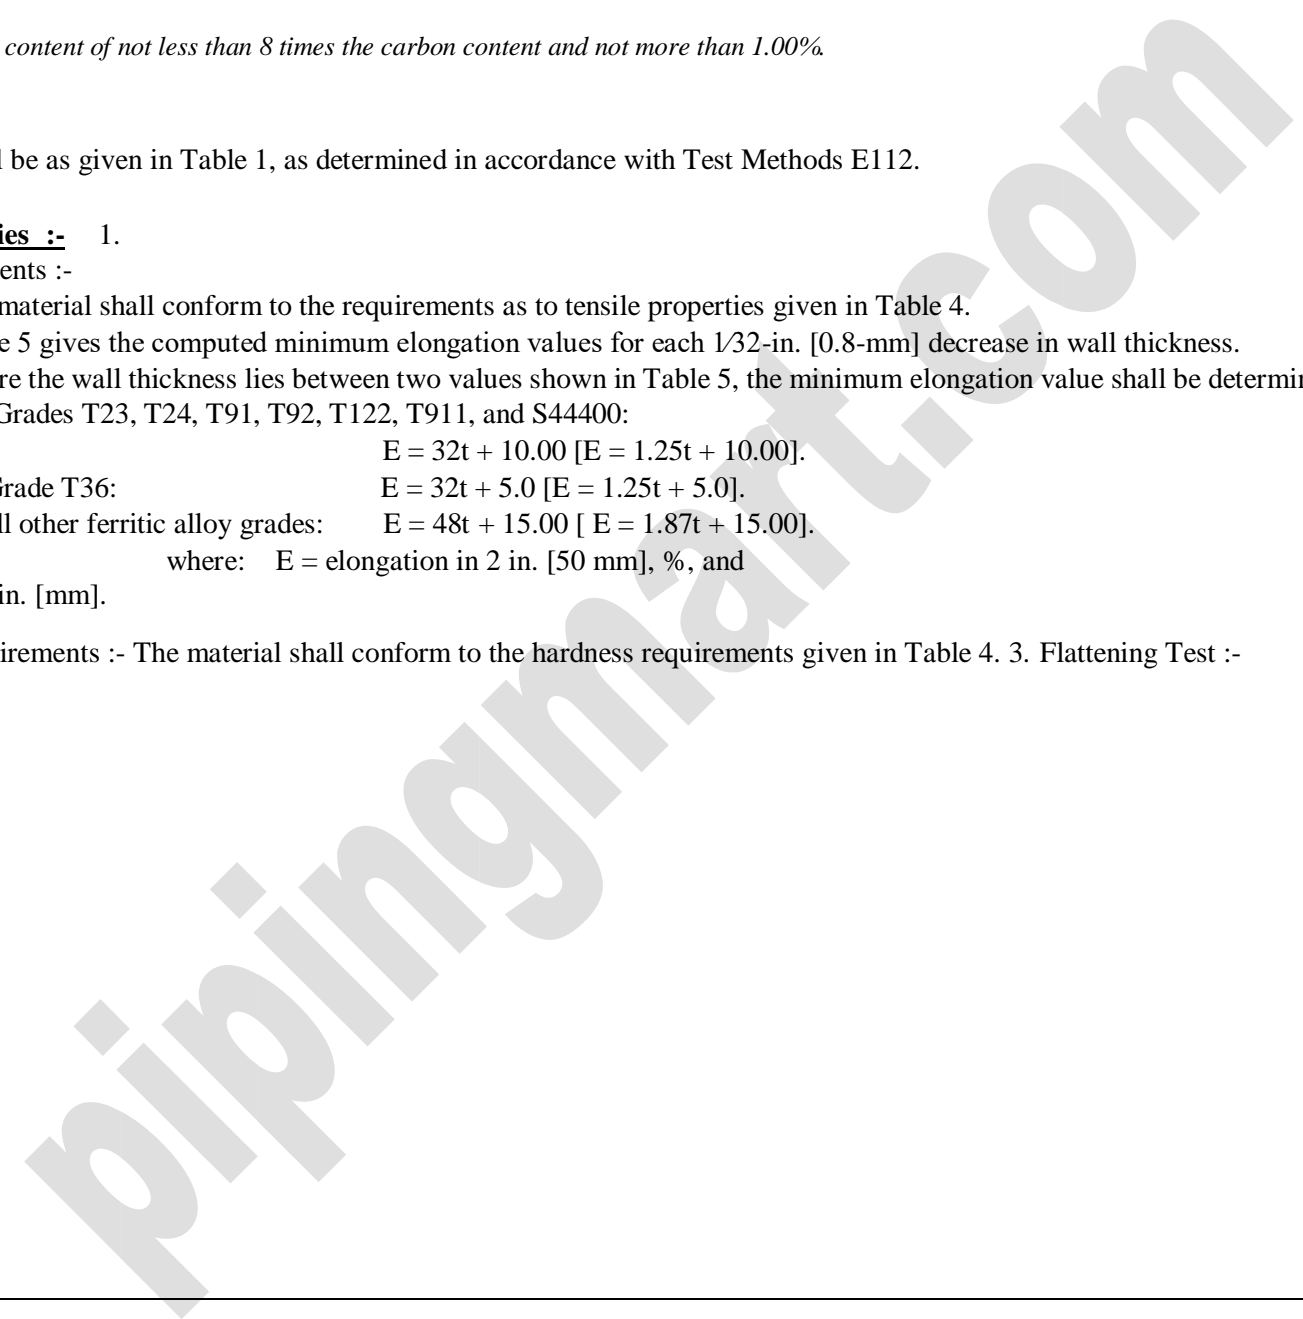 content of not less than 8 times the carbon content and not more than 1.00%.
l be as given in Table 1, as determined in accordance with Test Methods E112.
ies :- 1.
ents :-
material shall conform to the requirements as to tensile properties given in Table 4.
e 5 gives the computed minimum elongation values for each 1⁄32-in. [0.8-mm] decrease in wall thickness.
re the wall thickness lies between two values shown in Table 5, the minimum elongation value shall be determi
Grades T23, T24, T91, T92, T122, T911, and S44400:
E = 32t + 10.00 [E = 1.25t + 10.00].
Grade T36: E = 32t + 5.0 [E = 1.25t + 5.0].
ll other ferritic alloy grades: E = 48t + 15.00 [ E = 1.87t + 15.00].
where: E = elongation in 2 in. [50 mm], %, and
in. [mm].
irements :- The material shall conform to the hardness requirements given in Table 4. 3. Flattening Test :-
pipingmart.com